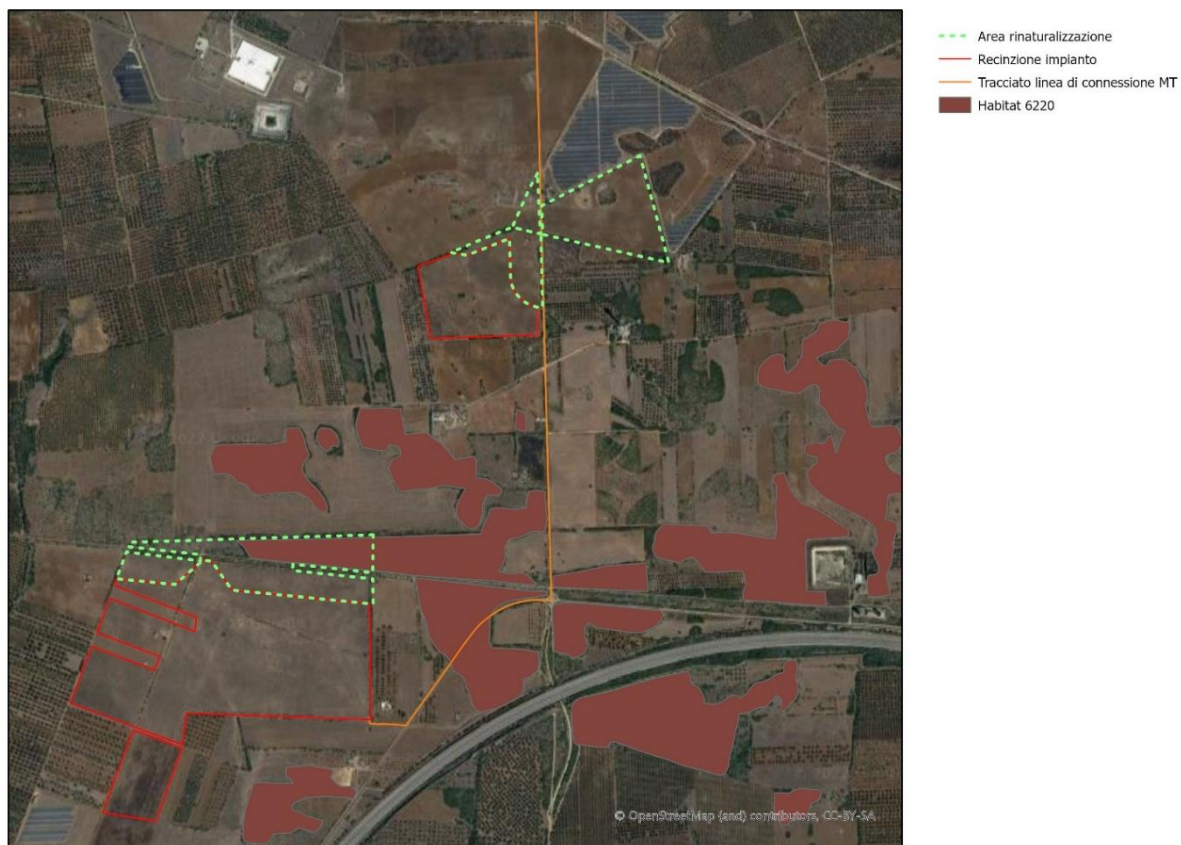 Area rinaturalizzazione
Recinzione impianto
Tracciato linea di connessione MT
Habitat 6220
© OpenStreetMap (and) contributors, CC-BY-SA